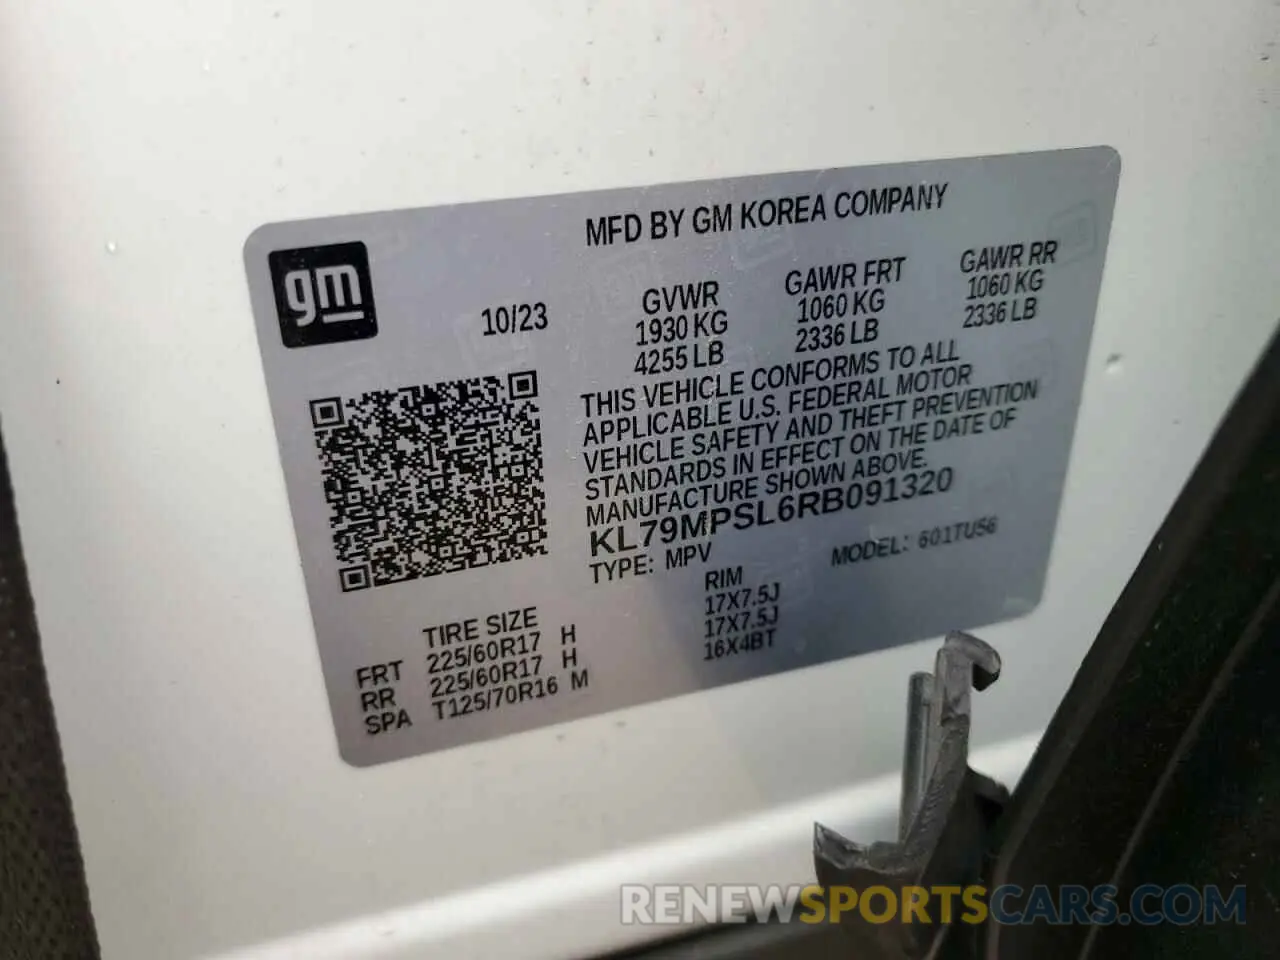 MFD BY GM KOREA COMPANY
gm
10/23
GVWR
1930 KG
4255 LB
GAWR FRT
1060 KG
2336 LB
GAWR RR
1060 KG
2336 LB
THIS VEHICLE CONFORMS TO ALL
APPLICABLE U.S. FEDERAL MOTOR
VEHICLE SAFETY AND THEFT PREVENTION
STANDARDS IN EFFECT ON THE DATE OF
MANUFACTURE SHOWN ABOVE.
KL79MPSL6RB091320
TYPE: MPV
MODEL: 601TU56
TIRE SIZE
RIM
FRT 225/60R17 H 17X7.5J
RR 225/60R17 H 17X7.5J
SPA T125/70R16 M 16X4BT
RENEWSPORTSCARS.COM